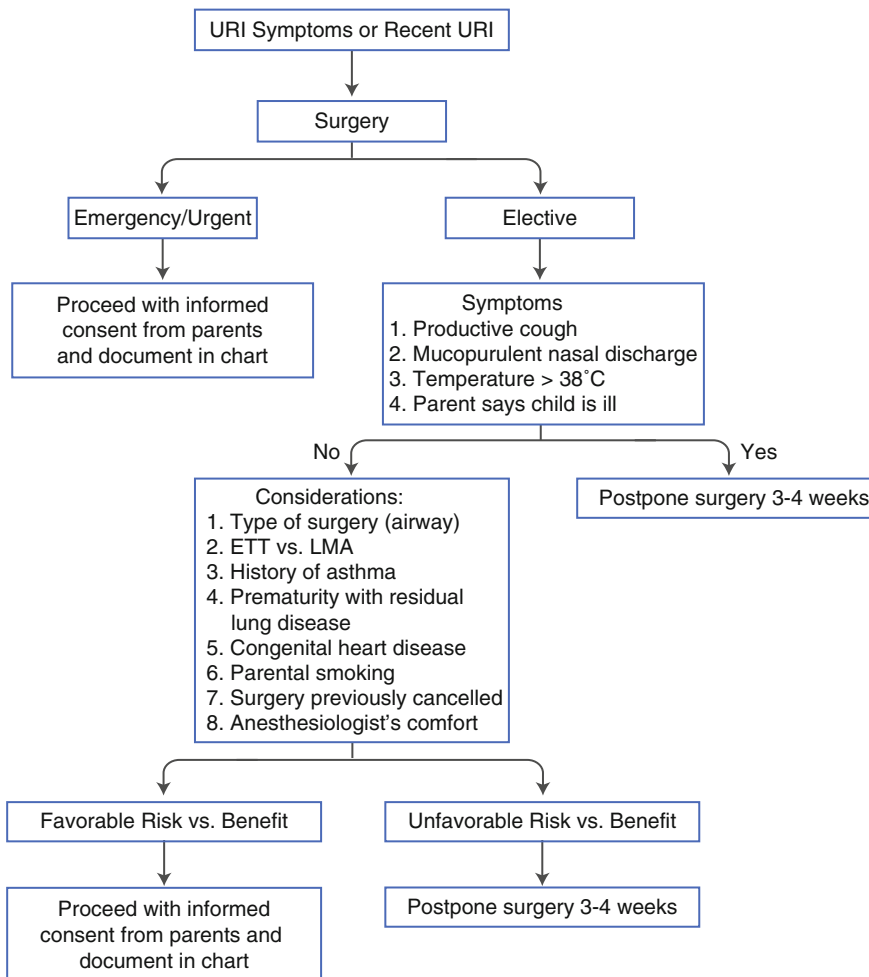 URI Symptoms or Recent URI
Surgery
Emergency/Urgent
Elective
Proceed with informed
consent from parents
and document in chart
Symptoms
1. Productive cough
2. Mucopurulent nasal discharge
3. Temperature > 38˚C
4. Parent says child is ill
No
Yes
Considerations:
1. Type of surgery (airway)
2. ETT vs. LMA
3. History of asthma
4. Prematurity with residual
lung disease
5. Congenital heart disease
6. Parental smoking
7. Surgery previously cancelled
8. Anesthesiologist's comfort
Postpone surgery 3-4 weeks
Favorable Risk vs. Benefit
Unfavorable Risk vs. Benefit
Proceed with informed
consent from parents and
document in chart
Postpone surgery 3-4 weeks